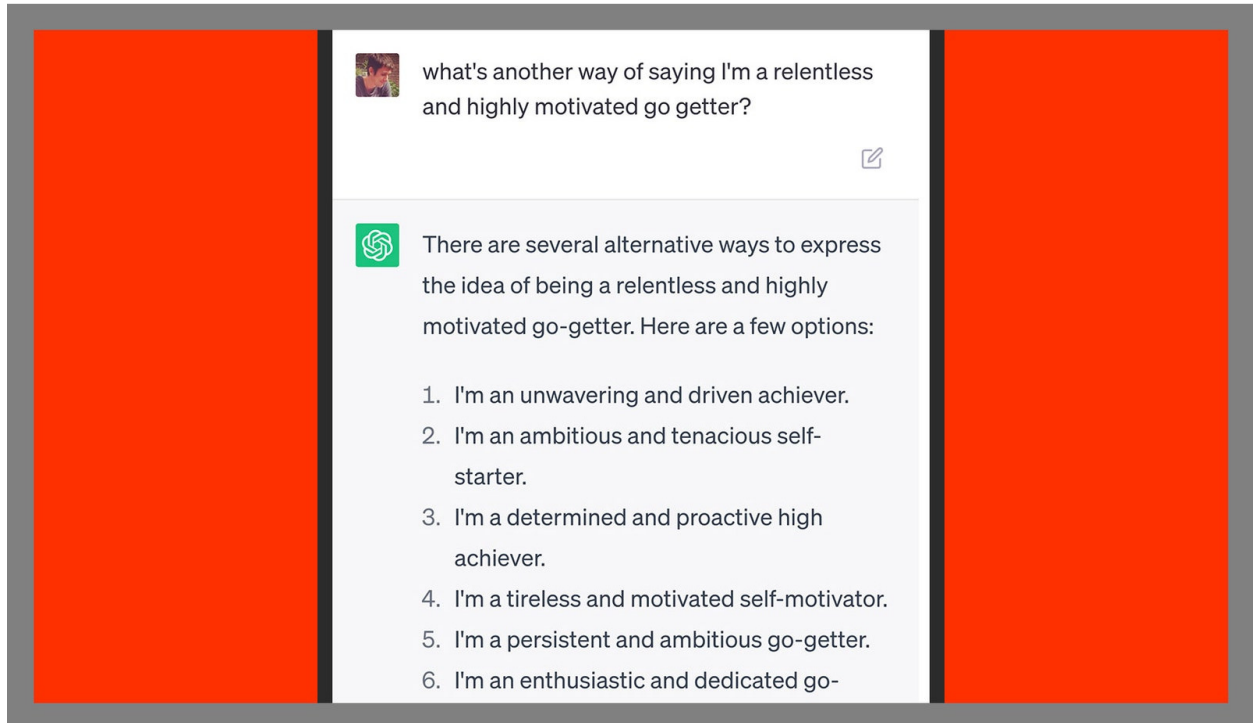 what's another way of saying I'm a relentless
and highly motivated go getter?
There are several alternative ways to express
the idea of being a relentless and highly
motivated go-getter. Here are a few options:
1. I'm an unwavering and driven achiever.
2. I'm an ambitious and tenacious self-
starter.
3. I'm a determined and proactive high
achiever.
4. I'm a tireless and motivated self-motivator.
5. I'm a persistent and ambitious go-getter.
6. I'm an enthusiastic and dedicated go-